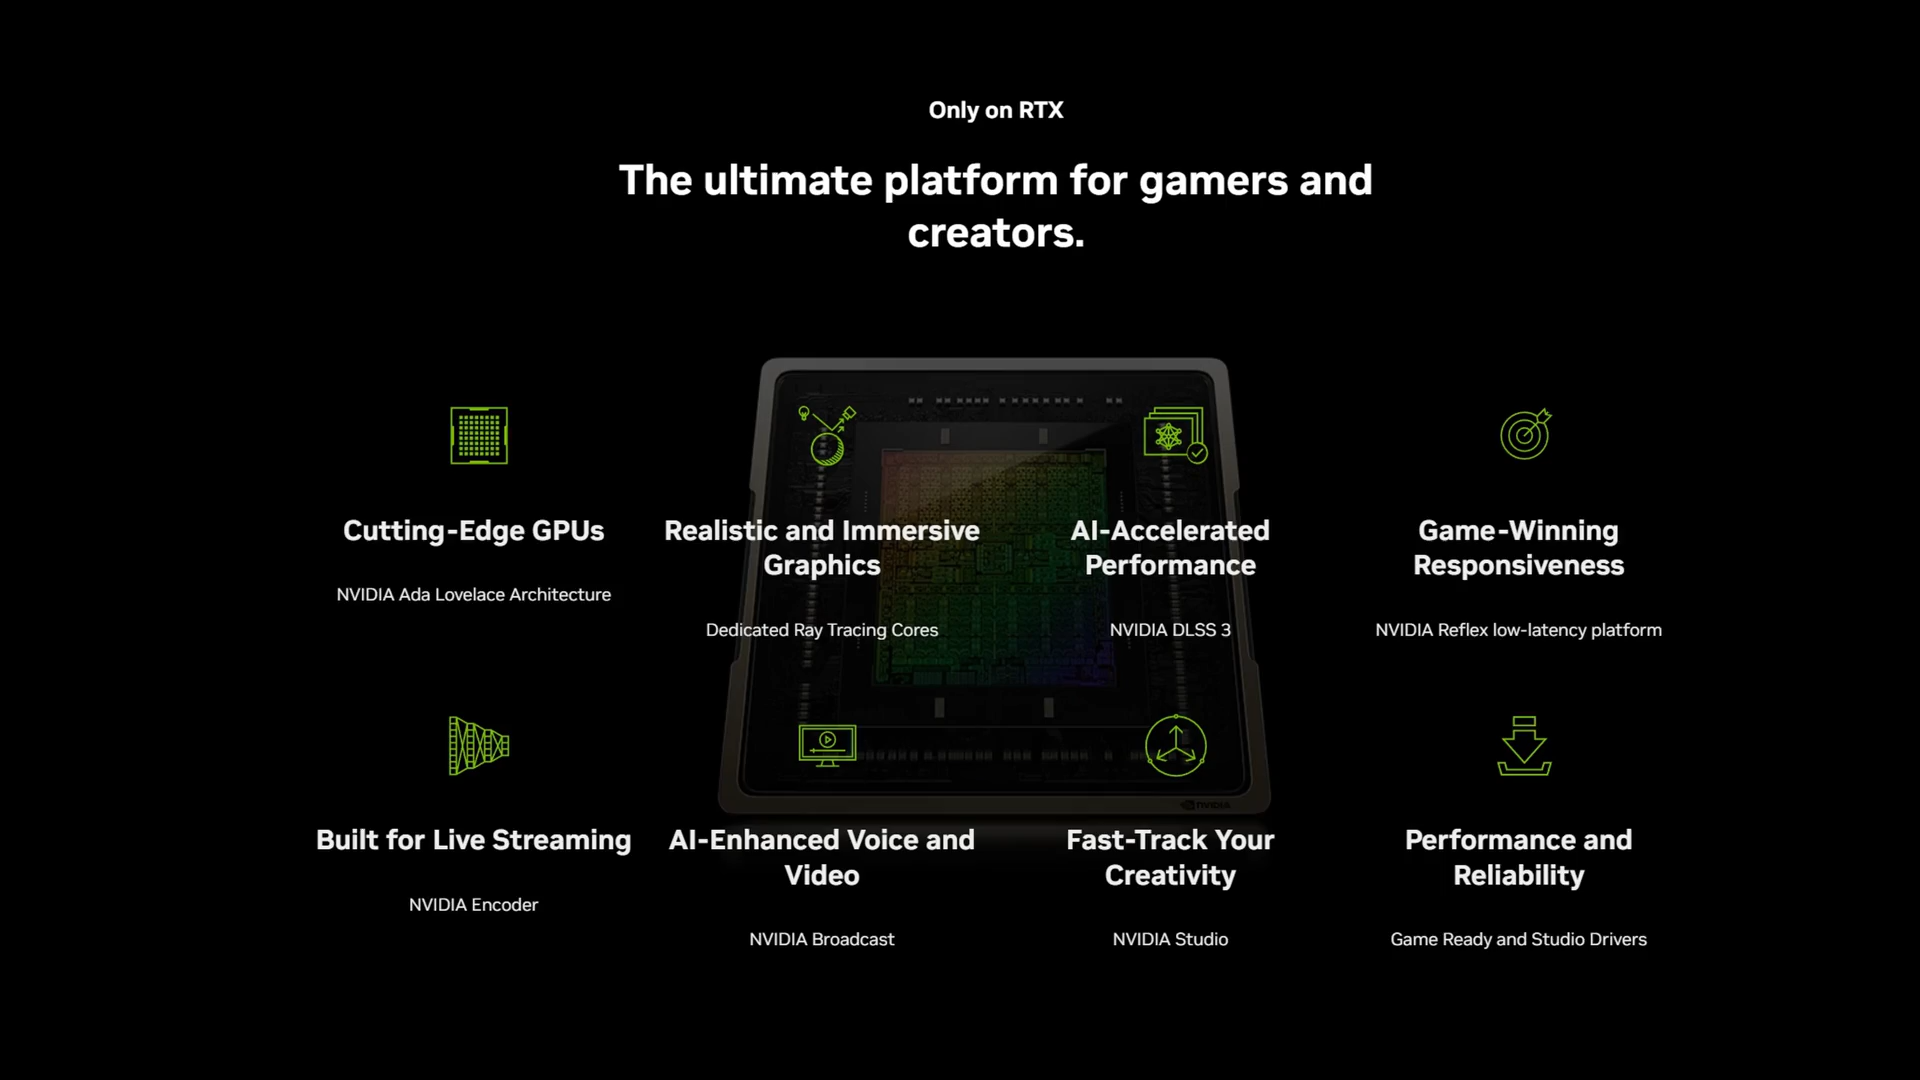 Only on RTX
The ultimate platform for gamers and
creators.
Cutting-Edge GPUs
NVIDIA Ada Lovelace Architecture
Realistic and Immersive
Graphics
Dedicated Ray Tracing Cores
AI-Accelerated
Performance
NVIDIA DLSS 3
Game-Winning
Responsiveness
NVIDIA Reflex low-latency platform
Built for Live Streaming
NVIDIA Encoder
AI-Enhanced Voice and
Video
NVIDIA Broadcast
Fast-Track Your
Creativity
NVIDIA Studio
Performance and
Reliability
Game Ready and Studio Drivers
nVIDIA